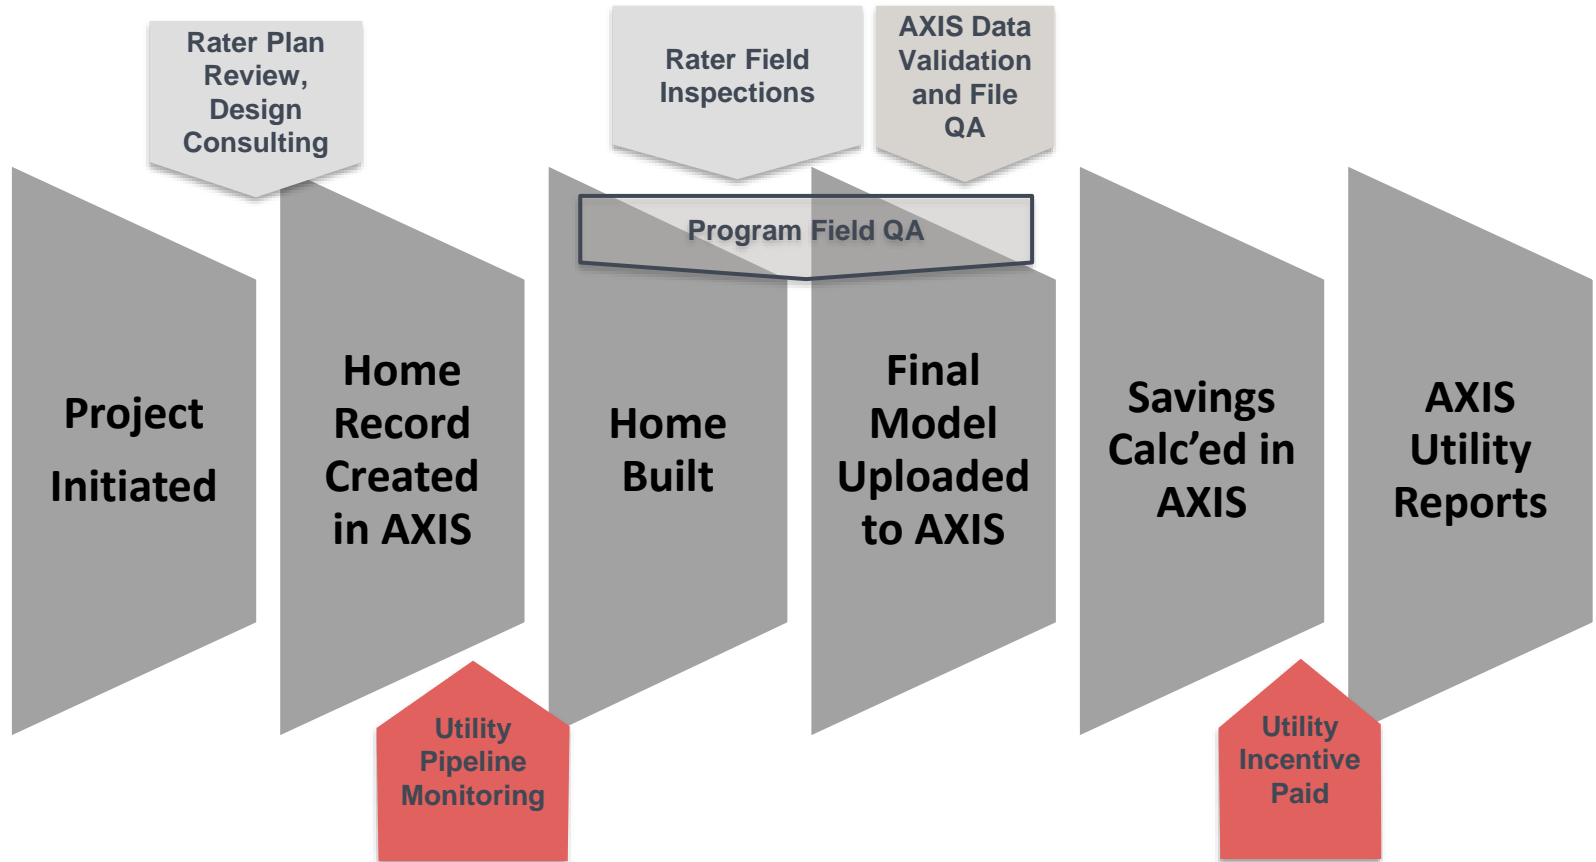 Rater Plan
Review,
Design
Consulting
Rater Field
Inspections
AXIS Data
Validation
and File
QA
Program Field QA
Project
Initiated
Home
Record
Created
in AXIS
Home
Built
Final
Model
Uploaded
to AXIS
Savings
Calc’ed in
AXIS
AXIS
Utility
Reports
Utility
Pipeline
Monitoring
Utility
Incentive
Paid